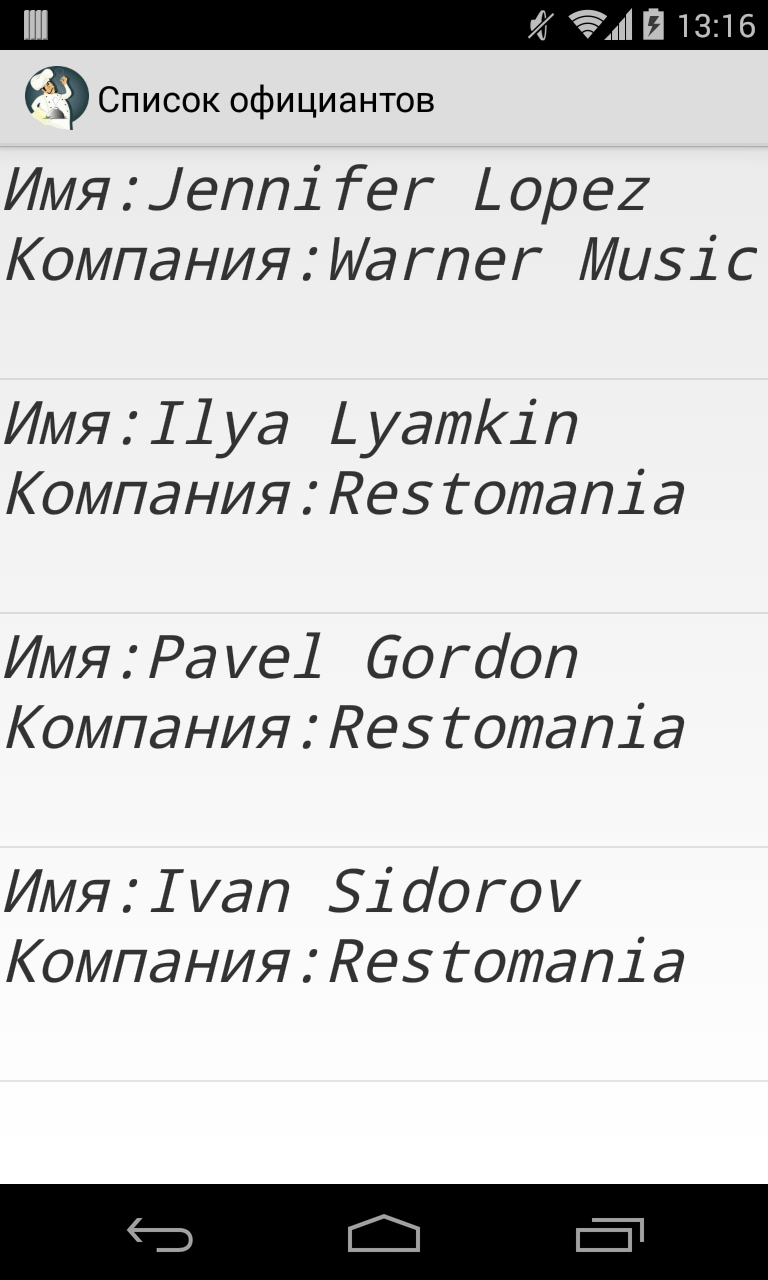 13:16
Список официантов
Имя:Jennifer Lopez
Компания:Warner Music
Имя:Ilya Lyamkin
Компания:Restomania
Имя:Pavel Gordon
Компания:Restomania
Имя:Ivan Sidorov
Компания:Restomania